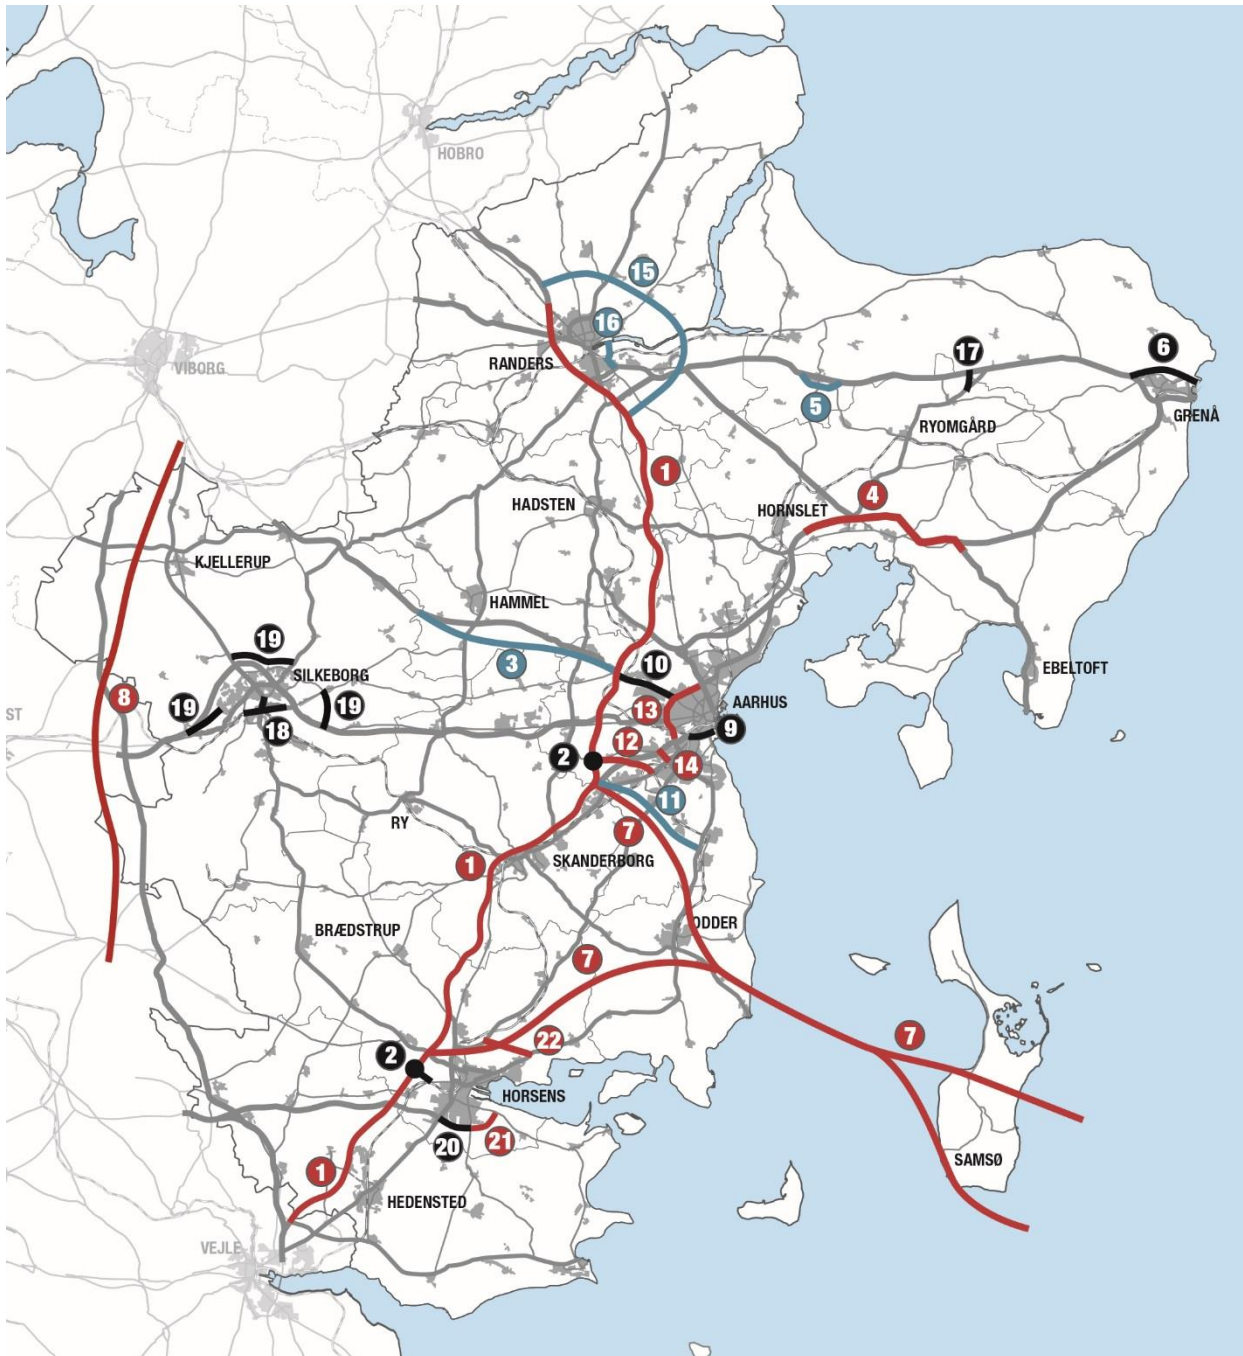 HOBRO
15
16
VIBORG
RANDERS
17
6
5
GRENÅ
RYOMGÅRD
1
4
HADSTEN
HORNSLET
KJELLERUP
HAMMEL
19
10
3
SILKEBORG
EBELTOFT
8
19
19
13
AARHUS
ST
18
12
9
2
14
11
RY
7
1
SKANDERBORG
ODDER
BRÆDSTRUP
7
7
22
2
HORSENS
20
21
SAMSØ
1
HEDENSTED
VEJLE